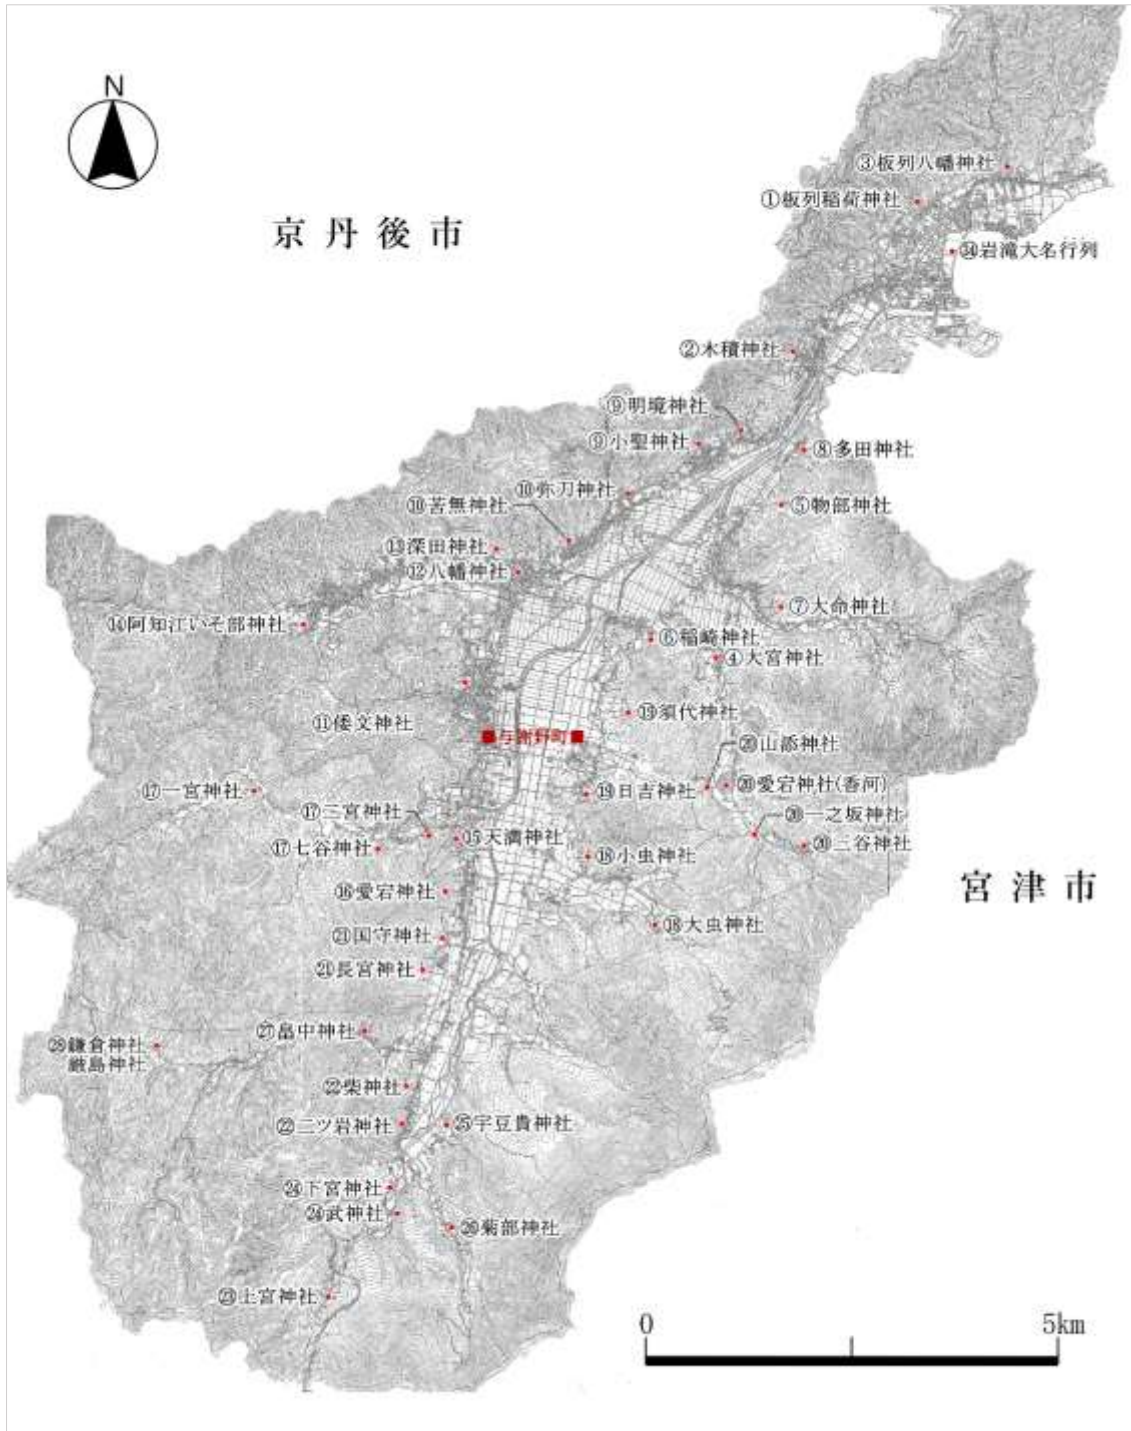 N
京丹後市
③板列八幡神社
①板列稲荷神社
㉞岩滝大名行列
②木積神社
⑨明境神社
⑨小聖神社
⑧多田神社
⑩弥刀神社
⑩苦無神社
⑤物部神社
⑬深田神社
⑫八幡神社
⑦大命神社
⑭阿知江いそ部神社
⑥稲崎神社
④大宮神社
⑪倭文神社
⑲須代神社
■与謝野町■
⑳山添神社
⑰一宮神社
⑲日吉神社
⑳愛宕神社(香河)
⑰三宮神社
⑳一之坂神社
⑮天満神社
⑰七谷神社
⑱小虫神社
⑳三谷神社
⑯愛宕神社
宮津市
⑱大虫神社
㉑国守神社
㉑長宮神社
㉗畠中神社
㉘鎌倉神社
厳島神社
㉒柴神社
㉒二ツ岩神社
㉕宇豆貴神社
㉔下宮神社
㉔武神社
㉖菊部神社
㉓上宮神社
0 5km